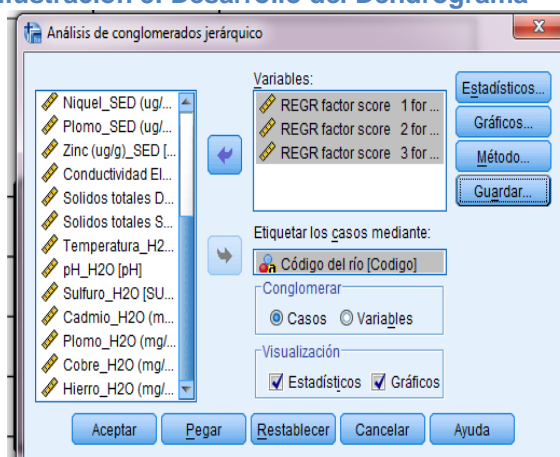 Análisis de conglomerados jerárquico
Niquel_SED (ug/...
Plomo_SED (ug/...
Zinc (ug/g)_SED [...
Conductividad El...
Solidos totales D...
Solidos totales S...
Temperatura_H2...
pH_H2O [pH]
Sulfuro_H2O [SU...
Cadmio_H2O (m...
Plomo_H2O (mg/...
Cobre_H2O (mg/...
Hierro_H2O (mg/...
Variables:
REGR factor score 1 for ...
REGR factor score 2 for ...
REGR factor score 3 for ...
Etiquetar los casos mediante:
Código del río [Codigo]
Conglomerar
Casos Variables
Visualización
Estadísticos Gráficos
Estadísticos...
Gráficos...
Método...
Guardar...
Aceptar Pegar Restablecer Cancelar Ayuda